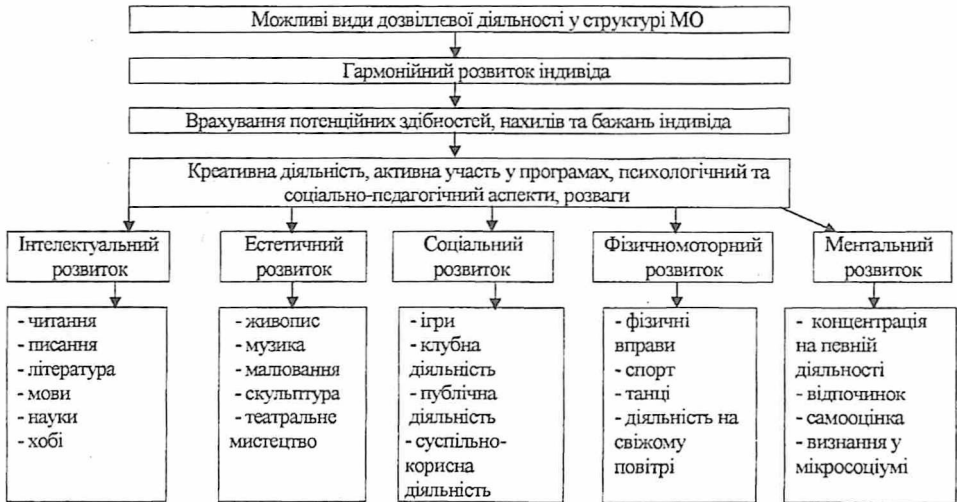 Можливі види дозвіллєвої діяльності у структурі МО
Гармонійний розвиток індивіда
Врахування потенційних здібностей, нахилів та бажань індивіда
Креативна діяльність, активна участь у програмах, психологічний та
соціально-педагогічний аспекти, розваги
Інтелектуальний
розвиток
Естетичний
розвиток
Соціальний
розвиток
Фізичномоторний
розвиток
Ментальний
розвиток
- читання
- писання
- література
- мови
- науки
- хобі
- живопис
- музика
- малювання
- скульптура
- театральне
мистецтво
- ігри
- клубна
діяльність
- публічна
діяльність
- суспільно-
корисна
діяльність
- фізичні
вправи
- спорт
- танці
- діяльність на
свіжому
повітрі
- концентрація
на певній
діяльності
- відпочинок
- самооцінка
- визнання у
мікросоціумі